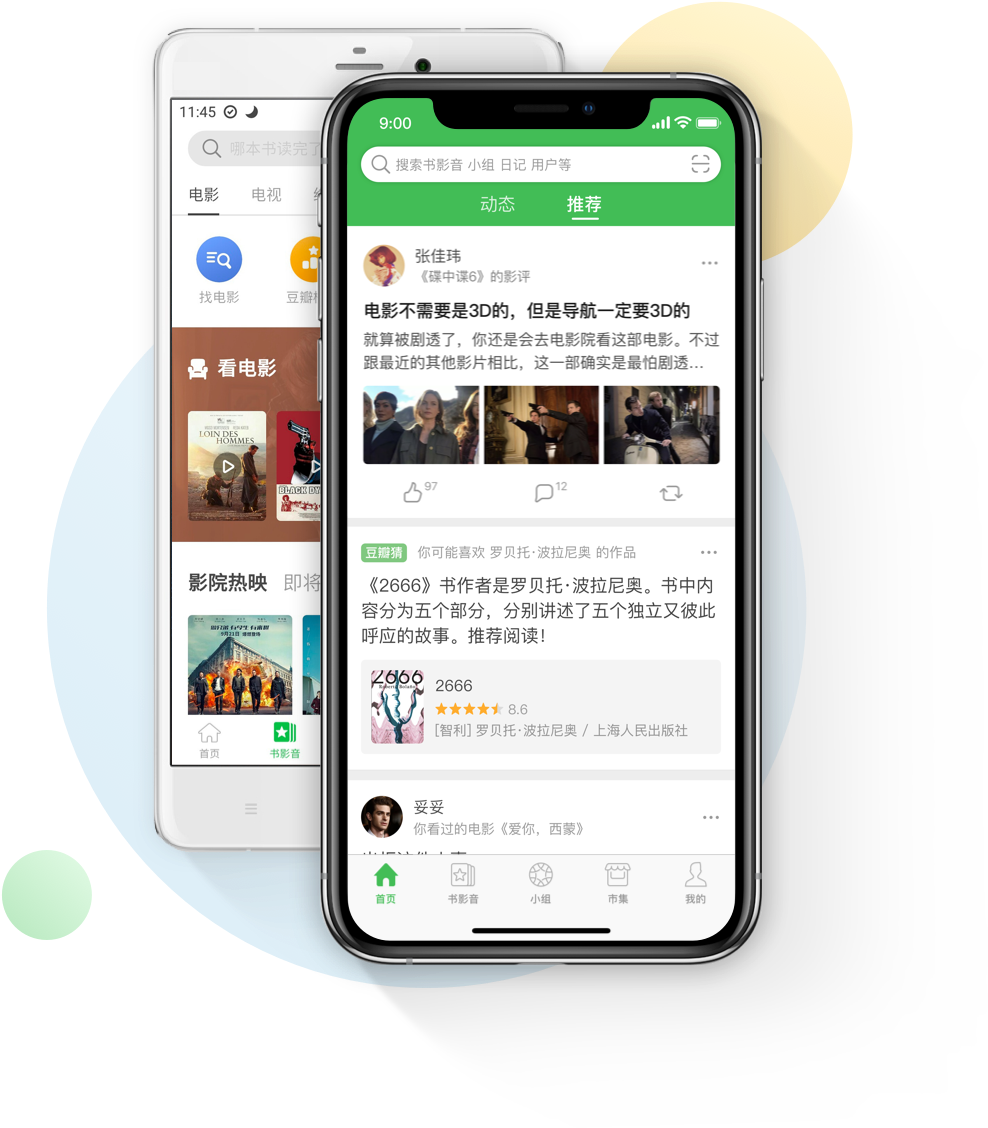 11:45
哪本书读完了
电影 电视
找电影 豆瓣
看电影
LOIN DES
HOMMES
BLACK DY
影院热映 即将
9月21日
首页 书影音
9:00
搜索书影音 小组 日记 用户等
动态 推荐
张佳玮
《碟中谍6》的影评
电影不需要是3D的，但是导航一定要3D的
就算被剧透了，你还是会去电影院看这部电影。不过
跟最近的其他影片相比，这一部确实是最怕剧透…
97 12
豆瓣猜 你可能喜欢 罗贝托·波拉尼奥 的作品
《2666》书作者是罗贝托·波拉尼奥。书中内
容分为五个部分，分别讲述了五个独立又彼此
呼应的故事。推荐阅读！
2666
Roberto Bolano
2666
8.6
[智利] 罗贝托·波拉尼奥 / 上海人民出版社
妥妥
你看过的电影《爱你，西蒙》
首页 书影音 小组 市集 我的